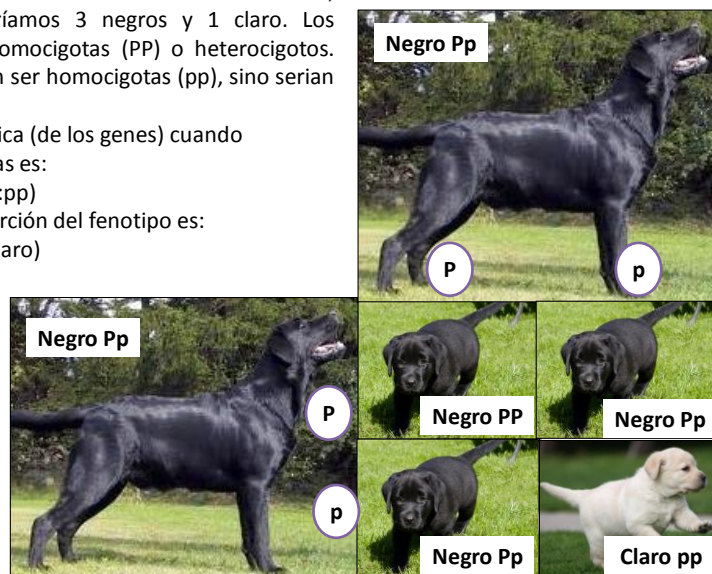 ríamos 3 negros y 1 claro. Los
omocigotas (PP) o heterocigotos.
n ser homocigotas (pp), sino serian
ica (de los genes) cuando
as es:
:pp)
rción del fenotipo es:
aro)
Negro Pp
P
p
Negro Pp
P
p
Negro PP
Negro Pp
Negro Pp
Claro pp